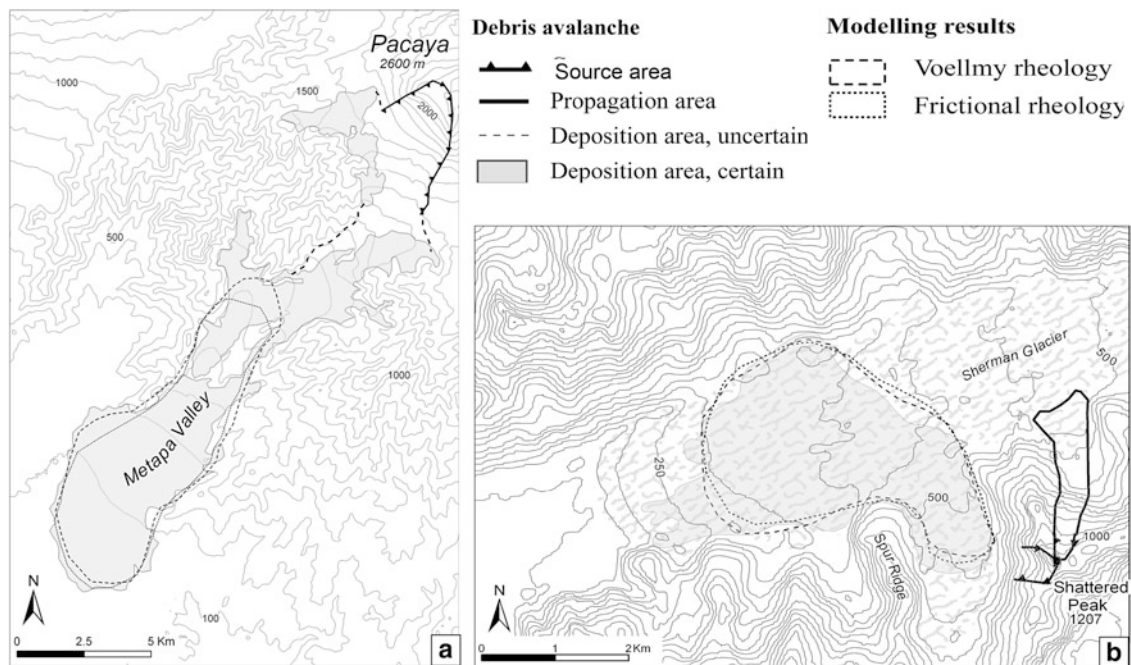 Pacaya
2600 m
1000
1500
2000
500
1000
Metapa Valley
100
N
0 2.5 5 Km
a
Debris avalanche
Source area
Propagation area
Deposition area, uncertain
Deposition area, certain
Modelling results
Voellmy rheology
Frictional rheology
Sherman Glacier
500
250
500
Spur Ridge
1000
Shattered
Peak
1207
N
0 1 2 Km
b